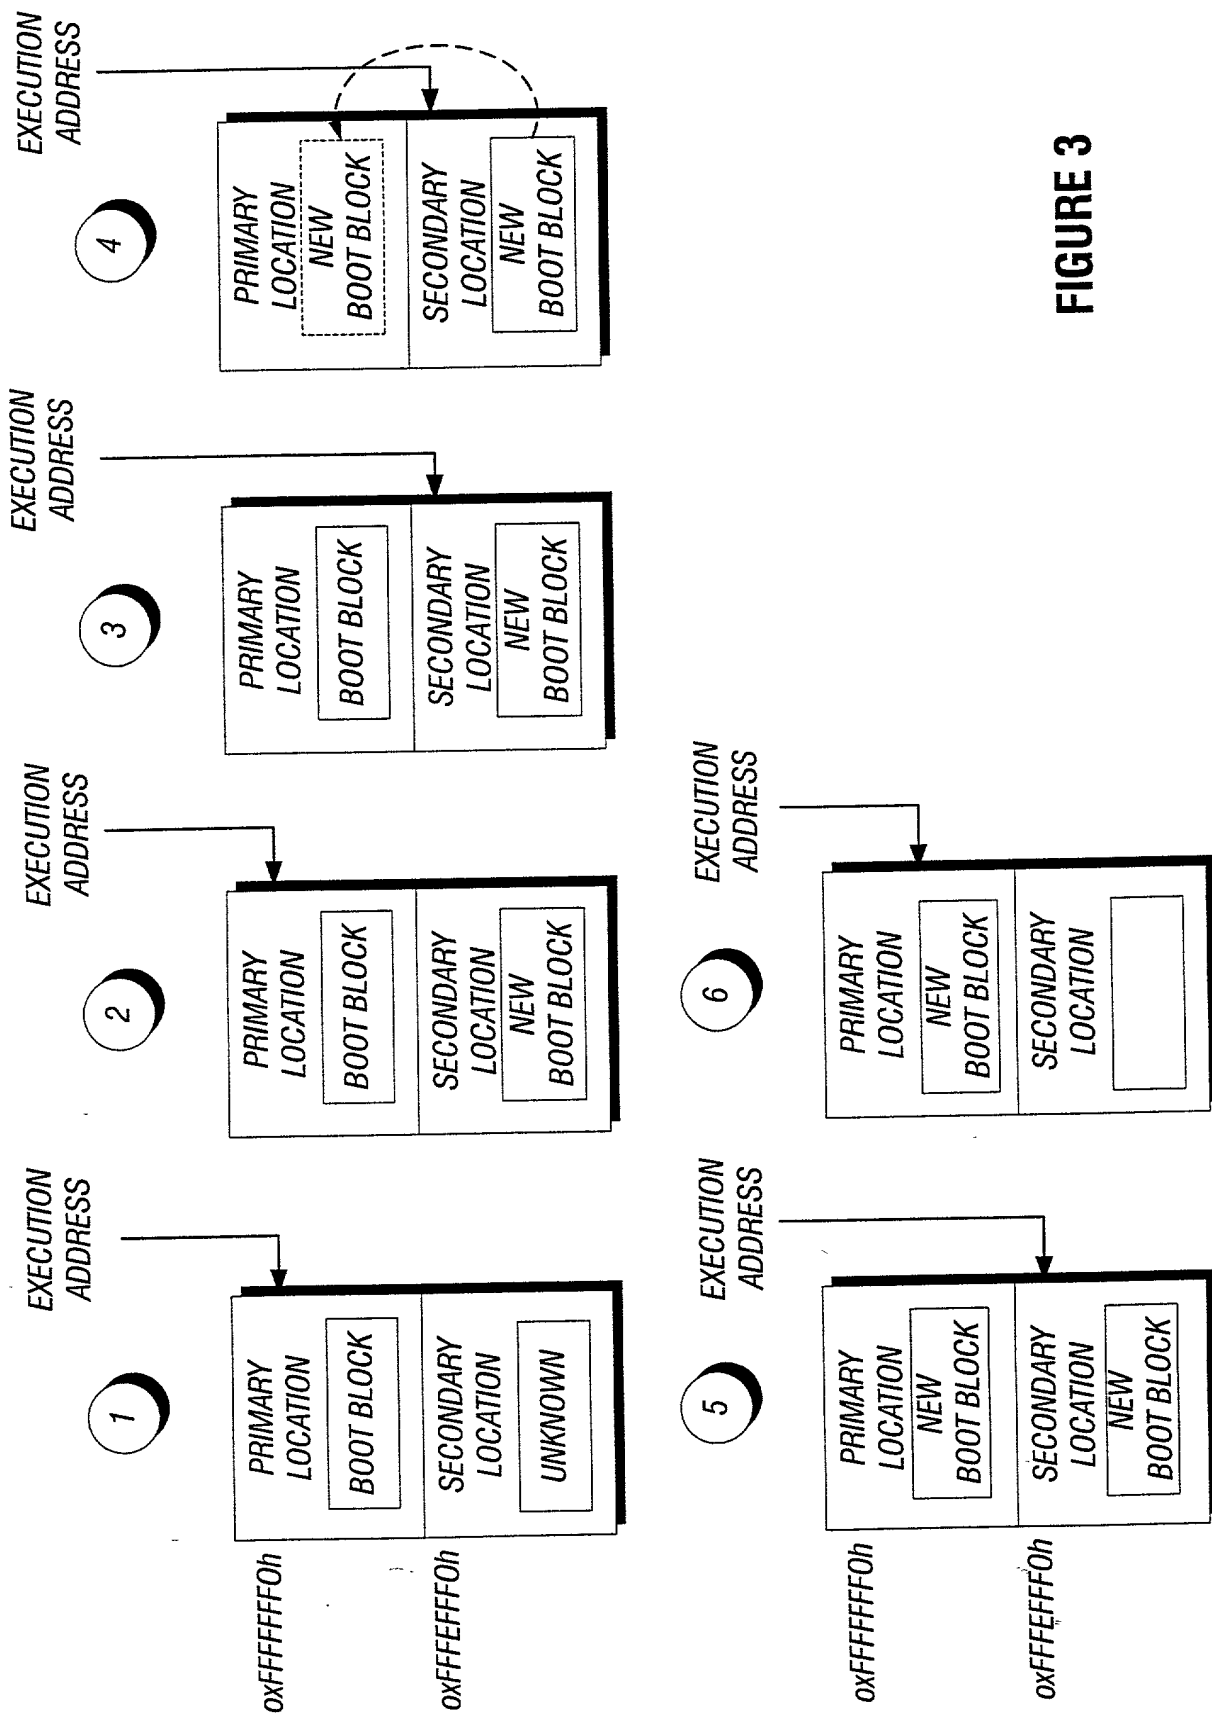 1
EXECUTION
ADDRESS
oxFFFFFFF0h
PRIMARY
LOCATION
BOOT BLOCK
oxFFFEFFF0h
SECONDARY
LOCATION
UNKNOWN
2
EXECUTION
ADDRESS
PRIMARY
LOCATION
BOOT BLOCK
SECONDARY
LOCATION
NEW
BOOT BLOCK
3
EXECUTION
ADDRESS
PRIMARY
LOCATION
BOOT BLOCK
SECONDARY
LOCATION
NEW
BOOT BLOCK
4
EXECUTION
ADDRESS
PRIMARY
LOCATION
NEW
BOOT BLOCK
SECONDARY
LOCATION
NEW
BOOT BLOCK
5
EXECUTION
ADDRESS
oxFFFFFFF0h
PRIMARY
LOCATION
NEW
BOOT BLOCK
oxFFFEFFF0h
SECONDARY
LOCATION
NEW
BOOT BLOCK
6
EXECUTION
ADDRESS
PRIMARY
LOCATION
NEW
BOOT BLOCK
SECONDARY
LOCATION
FIGURE 3